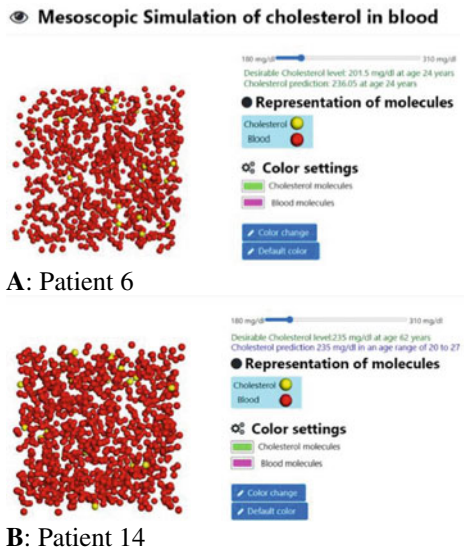 Mesoscopic Simulation of cholesterol in blood
180 mg/dl 310 mg/dl
Desirable Cholesterol level: 201.5 mg/dl at age 24 years
Cholesterol prediction: 236.05 at age 24 years
Representation of molecules
Cholesterol
Blood
Color settings
Cholesterol molecules
Blood molecules
Color change
Default color
A: Patient 6
180 mg/dl 310 mg/dl
Desirable Cholesterol level:235 mg/dl at age 62 years
Cholesterol prediction 235 mg/dl in an age range of 20 to 27
Representation of molecules
Cholesterol
Blood
Color settings
Cholesterol molecules
Blood molecules
Color change
Default color
B: Patient 14